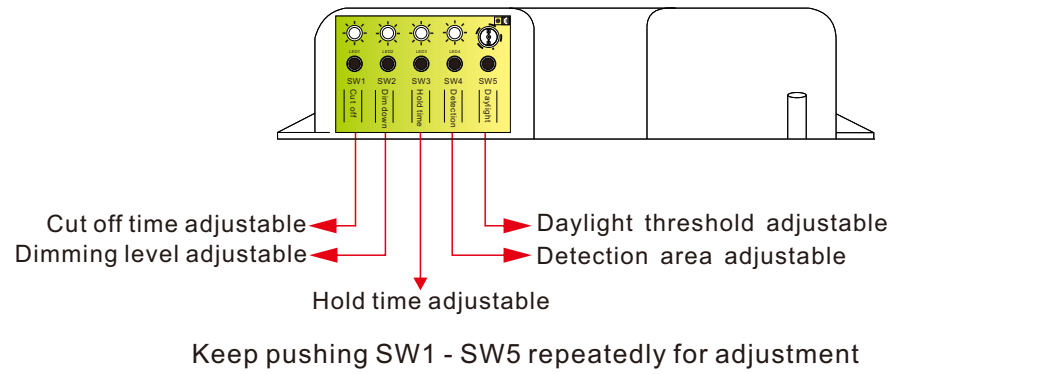 LED1 LED2 LED3 LED4
SW1 SW2 SW3 SW4 SW5
Cut off
Dim down
Hold time
Detection
Daylight
Cut off time adjustable
Daylight threshold adjustable
Dimming level adjustable
Detection area adjustable
Hold time adjustable
Keep pushing SW1 - SW5 repeatedly for adjustment